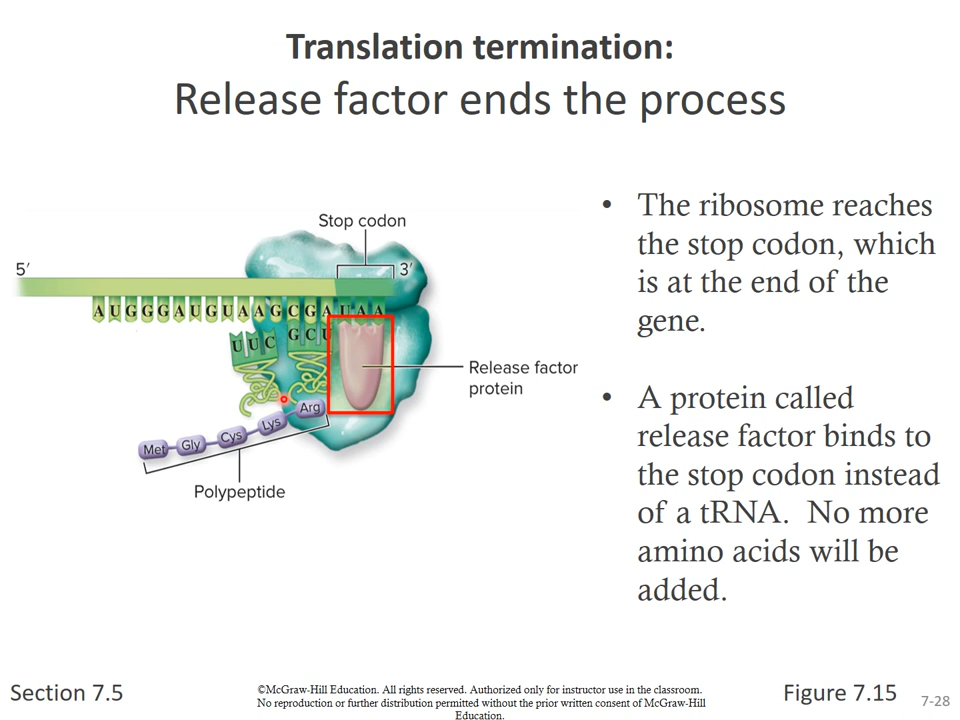 Translation termination:
Release factor ends the process
Stop codon
5′
3′
AUGGGAUGUAAGCGAUAA
UUC
GCU
Release factor
protein
Arg
Lys
Cys
Gly
Met
Polypeptide
• The ribosome reaches
the stop codon, which
is at the end of the
gene.
• A protein called
release factor binds to
the stop codon instead
of a tRNA. No more
amino acids will be
added.
Section 7.5
©McGraw-Hill Education. All rights reserved. Authorized only for instructor use in the classroom.
No reproduction or further distribution permitted without the prior written consent of McGraw-Hill
Education.
Figure 7.15
7-28